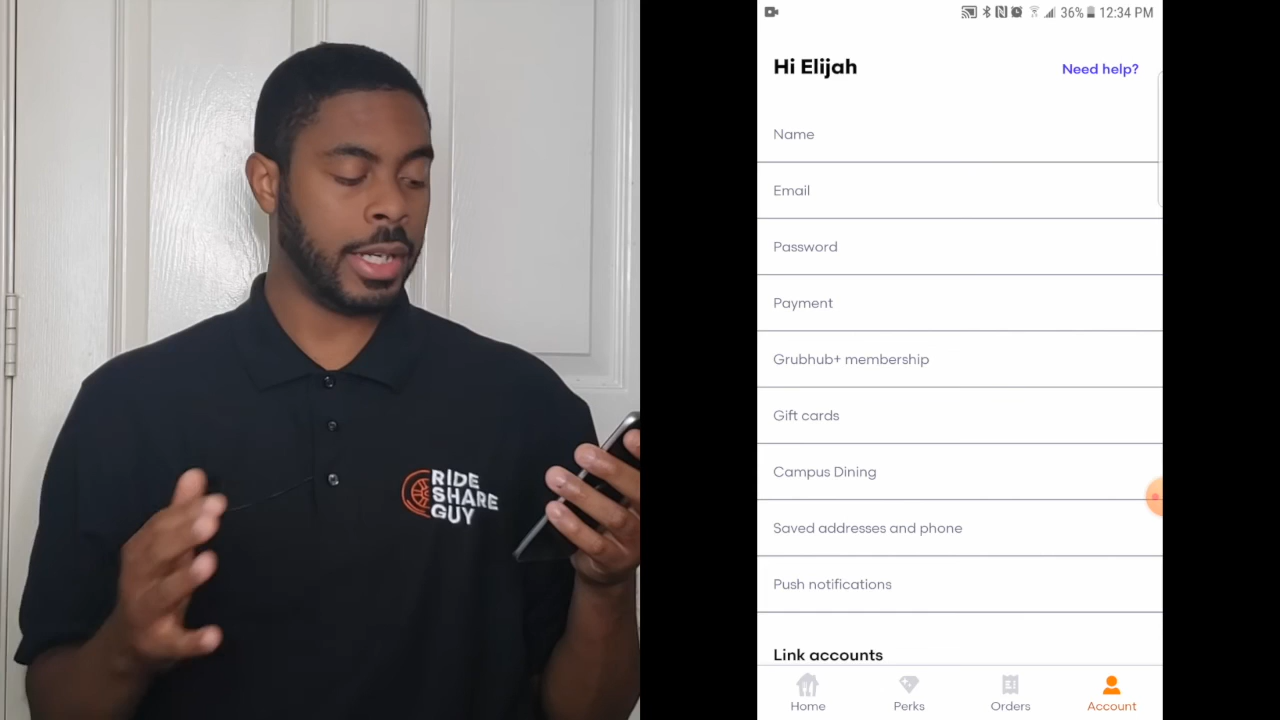 RIDE
SHARE
GUY
36% 12:34 PM
Hi Elijah
Need help?
Name
Email
Password
Payment
Grubhub+ membership
Gift cards
Campus Dining
Saved addresses and phone
Push notifications
Link accounts
Home
Perks
Orders
Account